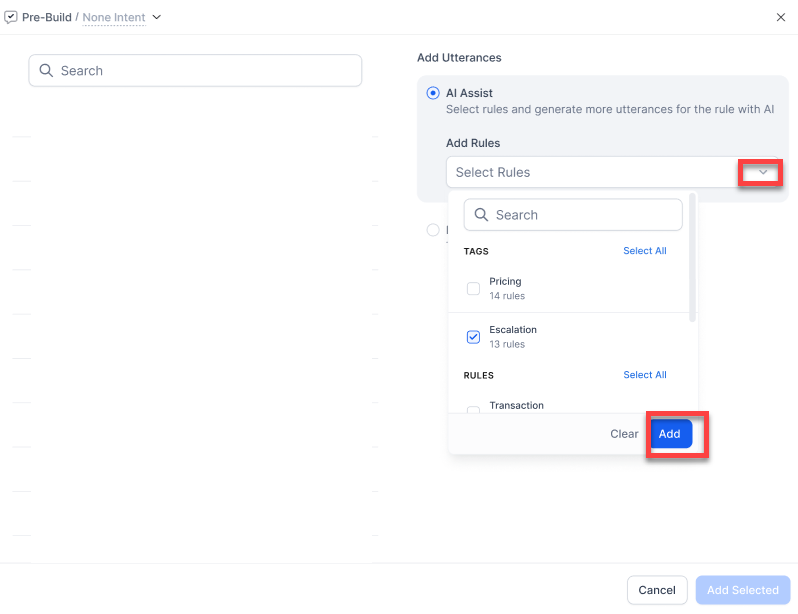 Pre-Build / None Intent
Search
Add Utterances
AI Assist
Select rules and generate more utterances for the rule with AI
Add Rules
Select Rules
Search
TAGS Select All
Pricing
14 rules
Escalation
13 rules
RULES Select All
Transaction
Clear Add
Cancel Add Selected